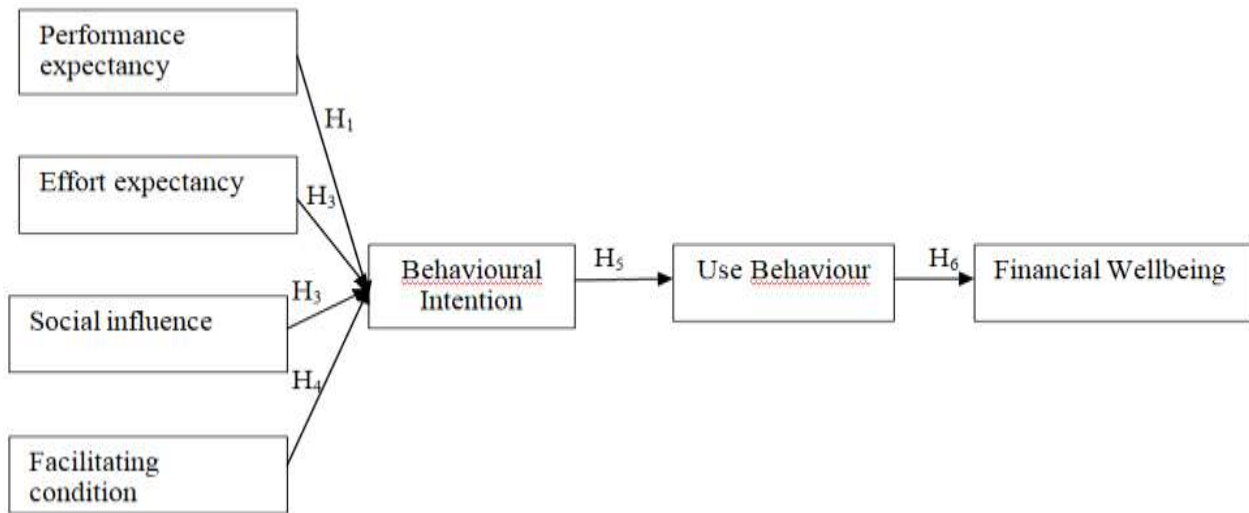 Performance
expectancy
H₁
Effort expectancy
H₃
Social influence
H₃
Facilitating
condition
H₄
Behavioural
Intention
H₅
Use Behaviour
H₆
Financial Wellbeing